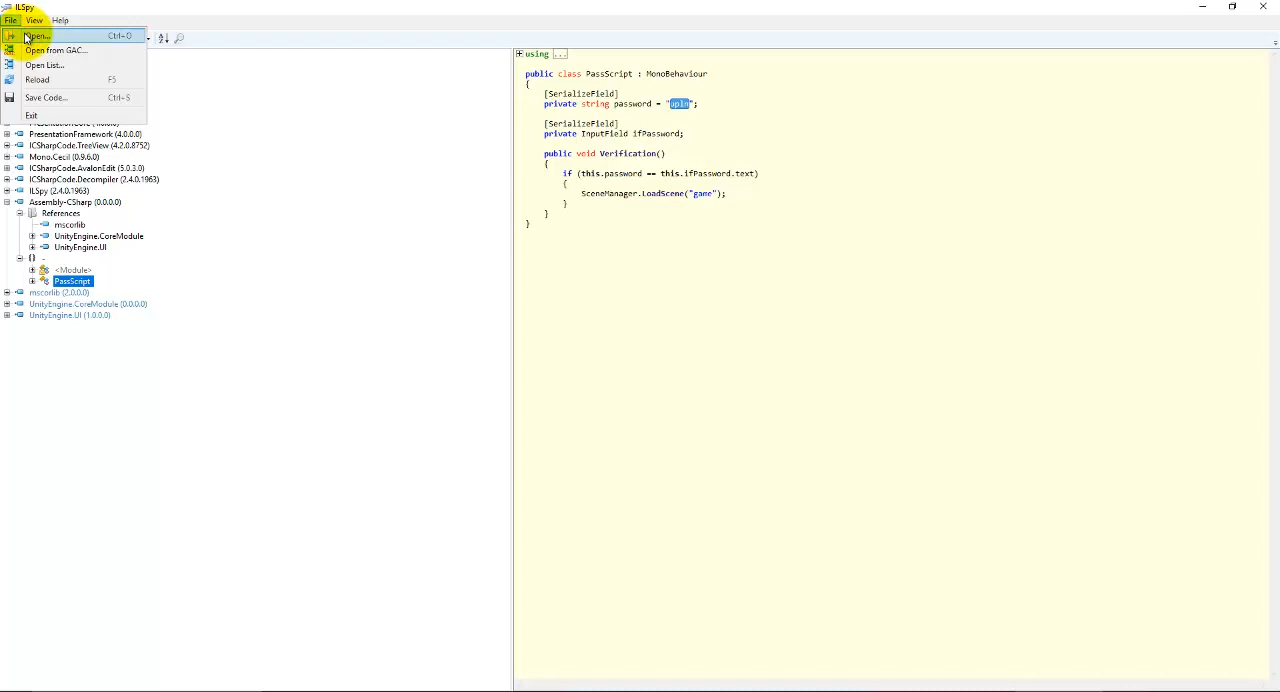 ILSpy
File View Help
Open... Ctrl+O
Open from GAC...
Open List...
Reload F5
Save Code... Ctrl+S
Exit
PresentationFramework (4.0.0.0)
ICSharpCode.TreeView (4.2.0.8752)
Mono.Cecil (0.9.6.0)
ICSharpCode.AvalonEdit (5.0.3.0)
ICSharpCode.Decompiler (2.4.0.1963)
ILSpy (2.4.0.1963)
Assembly-CSharp (0.0.0.0)
References
mscorlib
UnityEngine.CoreModule
UnityEngine.UI
{} -
<Module>
PassScript
mscorlib (2.0.0.0)
UnityEngine.CoreModule (0.0.0.0)
UnityEngine.UI (1.0.0.0)
using ...
public class PassScript : MonoBehaviour
{
[SerializeField]
private string password = "upln";
[SerializeField]
private InputField ifPassword;
public void Verification()
{
if (this.password == this.ifPassword.text)
{
SceneManager.LoadScene("game");
}
}
}